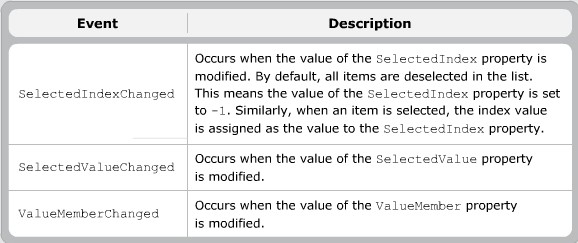 Event Description
Occurs when the value of the SelectedIndex property is
modified. By default, all items are deselected in the list.
SelectedIndexChanged This means the value of the SelectedIndex property is set
to -1. Similarly, when an item is selected, the index value
is assigned as the value to the SelectedIndex property.
SelectedValueChanged Occurs when the value of the SelectedValue property
is modified.
ValueMemberChanged Occurs when the value of the ValueMember property
is modified.